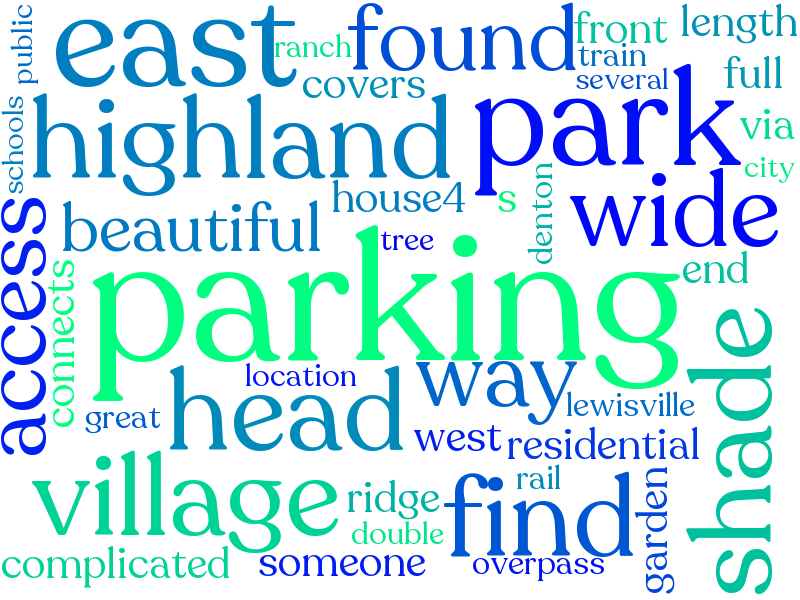 public
east
ranch
found
front
length
train
covers
several
full
schools
highland
park
via
city
house4
s
denton
wide
beautiful
tree
access
connects
parking
end
location
way
shade
great
head
lewisville
west
residential
village
ridge
rail
find
garden
double
complicated
someone
overpass